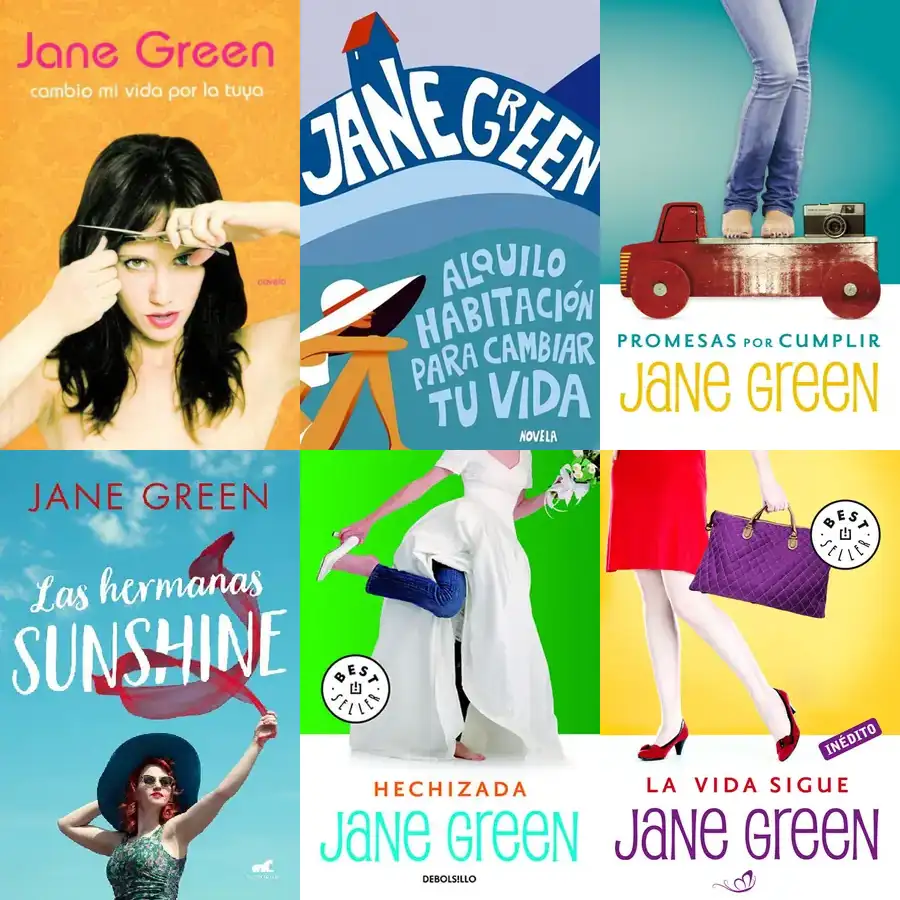 Jane Green
cambio mi vida por la tuya
novela
JANE GREEN
ALQUILO
HABITACIÓN
PARA CAMBIAR
TU VIDA
NOVELA
PROMESAS POR CUMPLIR
JANE GREEN
JANE GREEN
Las hermanas
SUNSHINE
BEST
SELLER
HECHIZADA
JANE GREEN
DEBOLS!LLO
BEST
SELLER
INÉDITO
LA VIDA SIGUE
JANE GREEN